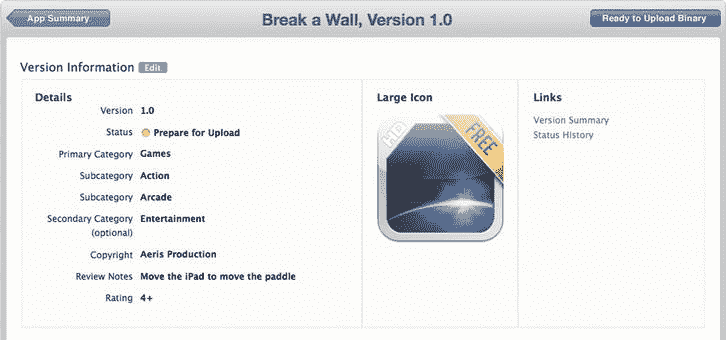 App Summary
Break a Wall, Version 1.0
Ready to Upload Binary
Version Information Edit
Details
Version 1.0
Status Prepare for Upload
Primary Category Games
Subcategory Action
Subcategory Arcade
Secondary Category Entertainment
(optional)
Copyright Aeris Production
Review Notes Move the iPad to move the paddle
Rating 4+
Large Icon
HD
FREE
Links
Version Summary
Status History